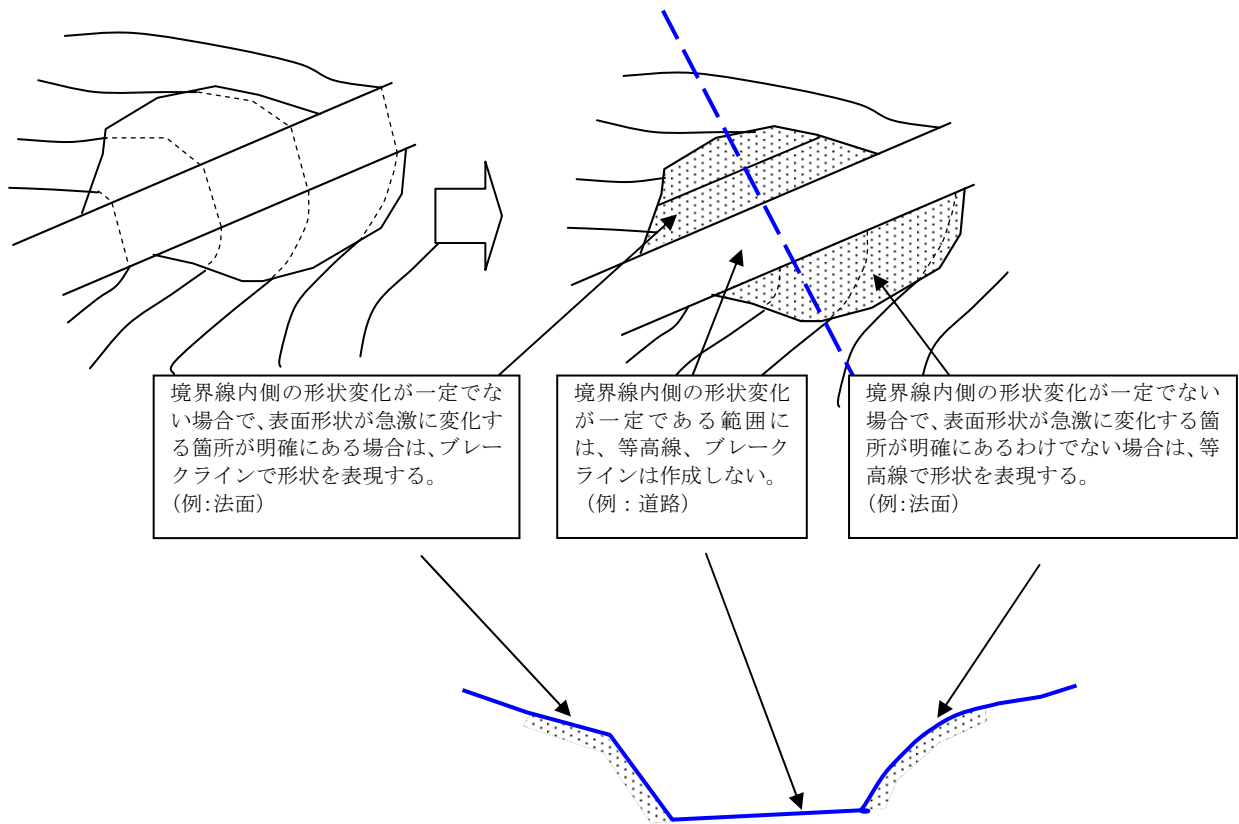 境界線内側の形状変化が一定でな
い場合で、表面形状が急激に変化す
る箇所が明確にある場合は、ブレー
クラインで形状を表現する。
（例：法面）
境界線内側の形状変化
が一定である範囲に
は、等高線、ブレーク
ラインは作成しない。
（例：道路）
境界線内側の形状変化が一定でない
場合で、表面形状が急激に変化する箇
所が明確にあるわけでない場合は、等
高線で形状を表現する。
（例：法面）